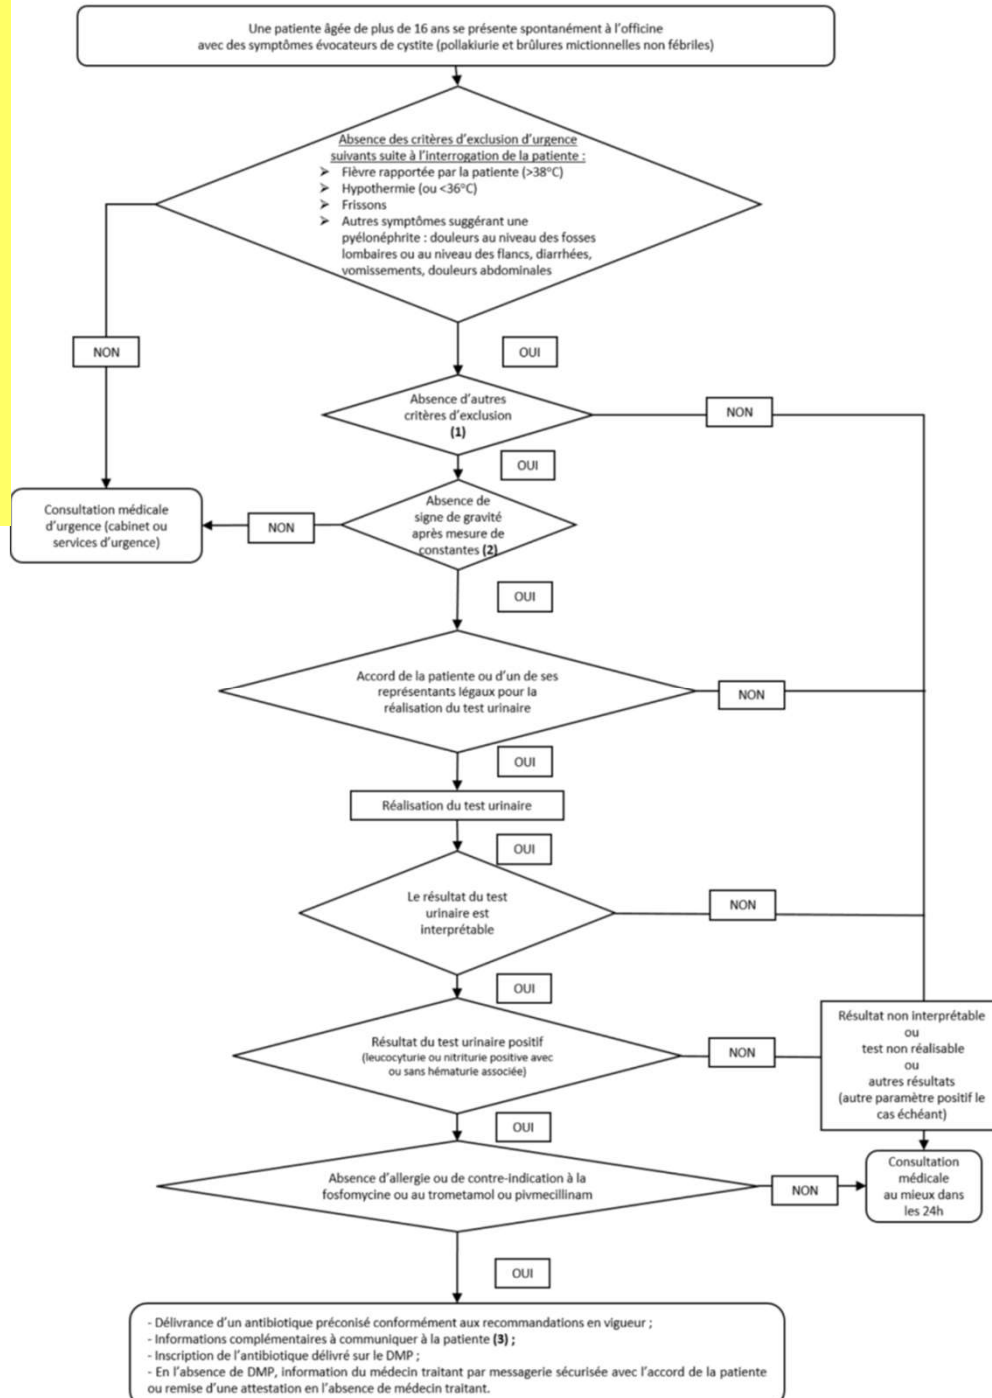 Une patiente âgée de plus de 16 ans se présente spontanément à l'officine
avec des symptômes évocateurs de cystite (pollakiurie et brûlures mictionnelles non fébriles)
Absence des critères d'exclusion d'urgence
suivants suite à l'interrogation de la patiente :
➢ Fièvre rapportée par la patiente (>38°C)
➢ Hypothermie (ou <36°C)
➢ Frissons
➢ Autres symptômes suggérant une
pyélonéphrite : douleurs au niveau des fosses
lombaires ou au niveau des flancs, diarrhées,
vomissements, douleurs abdominales
NON
OUI
Absence d'autres
critères d'exclusion
(1)
NON
OUI
Absence de
signe de gravité
après mesure de
constantes (2)
NON
Consultation médicale
d'urgence (cabinet ou
services d'urgence)
OUI
Accord de la patiente ou d'un de ses
représentants légaux pour la
réalisation du test urinaire
NON
OUI
Réalisation du test urinaire
OUI
Le résultat du test
urinaire est
interprétable
NON
OUI
Résultat du test urinaire positif
(leucocyturie ou nitriturie positive avec
ou sans hématurie associée)
NON
Résultat non interprétable
ou
test non réalisable
ou
autres résultats
(autre paramètre positif le
cas échéant)
OUI
Absence d'allergie ou de contre-indication à la
fosfomycine ou au trometamol ou pivmecillinam
NON
Consultation
médicale
au mieux dans
les 24h
OUI
- Délivrance d'un antibiotique préconisé conformément aux recommandations en vigueur ;
- Informations complémentaires à communiquer à la patiente (3) ;
- Inscription de l'antibiotique délivré sur le DMP ;
- En l'absence de DMP, information du médecin traitant par messagerie sécurisée avec l'accord de la patiente
ou remise d'une attestation en l'absence de médecin traitant.